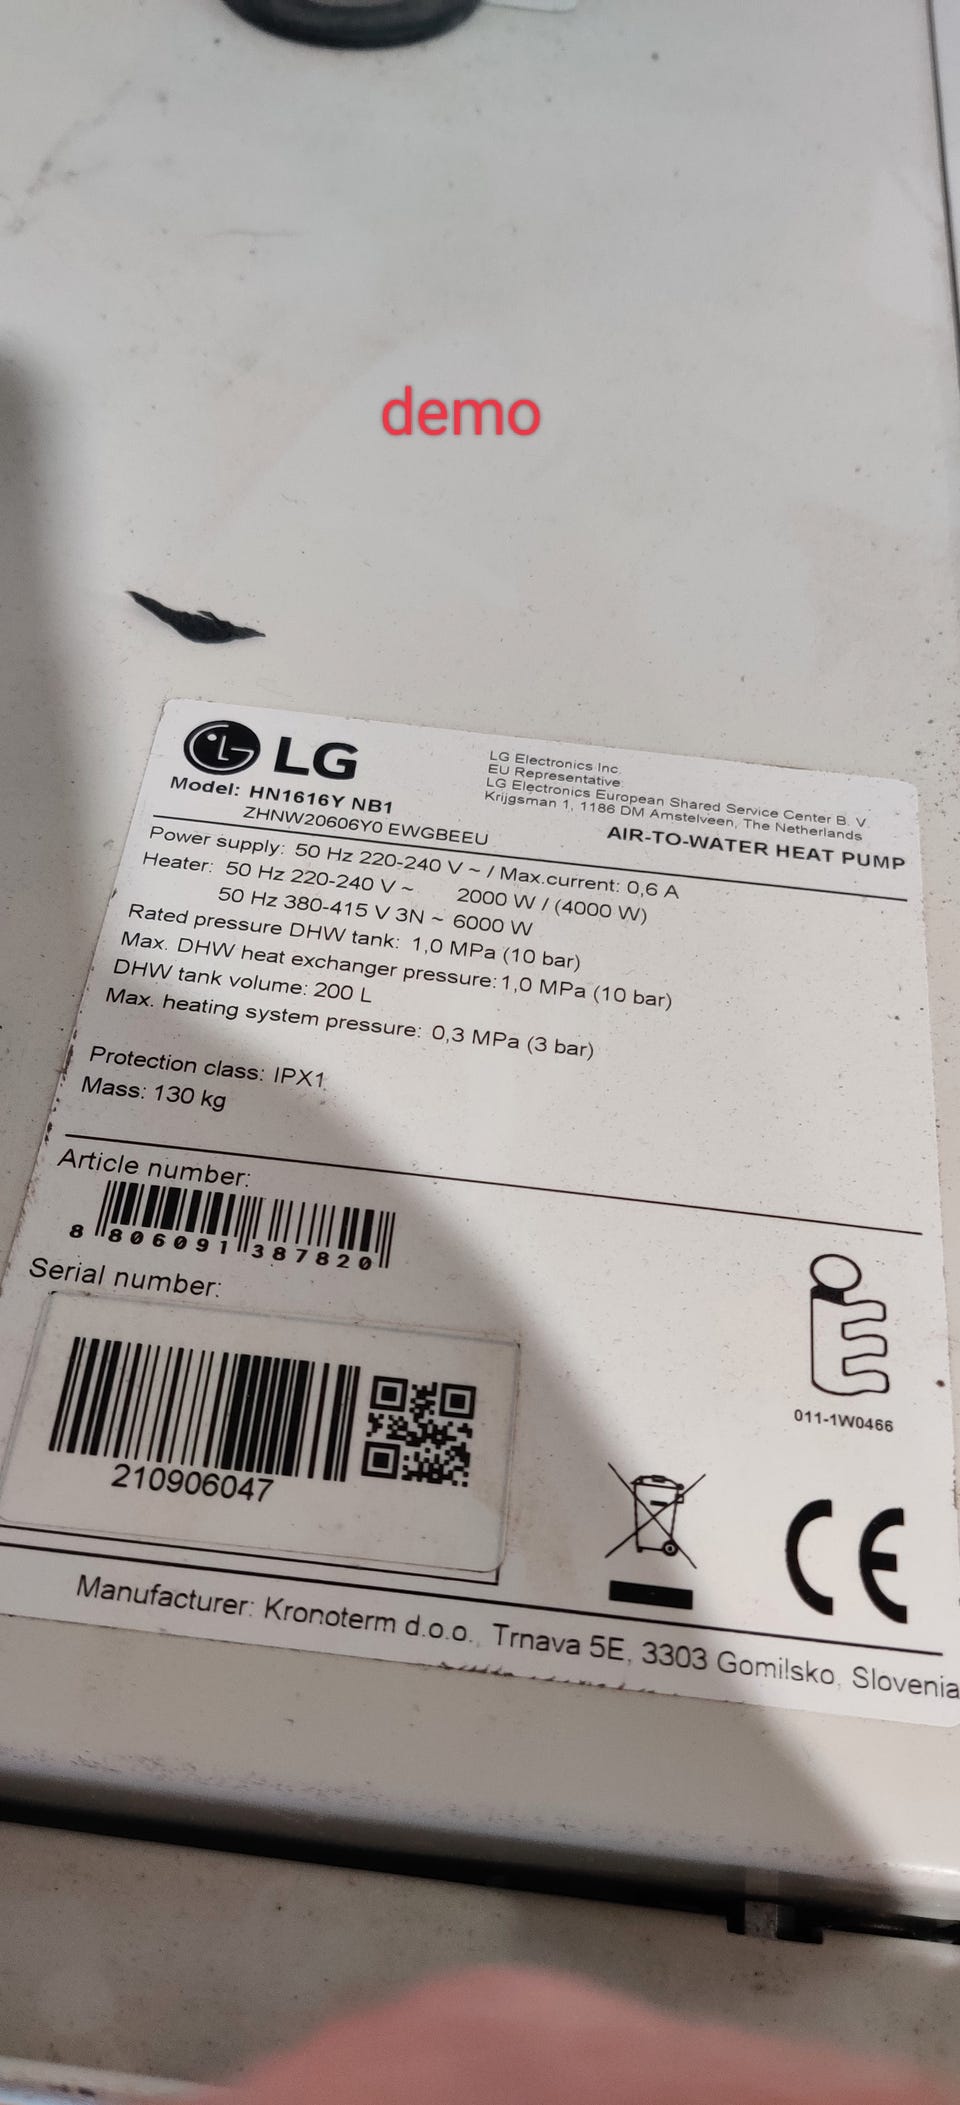 demo
LG
LG Electronics Inc.
EU Representative
LG Electronics European Shared Service Center B. V.
Krijgsman 1, 1186 DM Amstelveen, The Netherlands
Model: HN1616Y NB1
ZHNW20606Y0 EWGBEEU
AIR-TO-WATER HEAT PUMP
Power supply: 50 Hz 220-240 V ~ / Max.current: 0,6 A
Heater: 50 Hz 220-240 V ~ 2000 W / (4000 W)
50 Hz 380-415 V 3N ~ 6000 W
Rated pressure DHW tank: 1,0 MPa (10 bar)
Max. DHW heat exchanger pressure: 1,0 MPa (10 bar)
DHW tank volume: 200 L
Max. heating system pressure: 0,3 MPa (3 bar)
Protection class: IPX1
Mass: 130 kg
Article number:
8 806091 387820
Serial number:
210906047
011-1W0466
CE
Manufacturer: Kronoterm d.o.o., Trnava 5E, 3303 Gomilsko, Slovenia